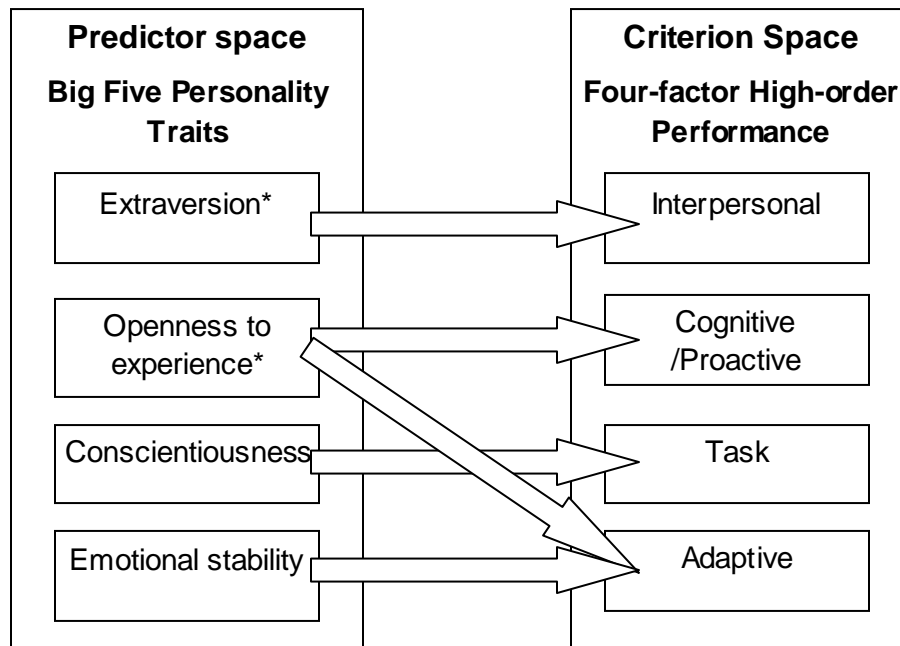 Predictor space
Big Five Personality
Traits
Extraversion*
Openness to
experience*
Conscientiousness
Emotional stability
Criterion Space
Four-factor High-order
Performance
Interpersonal
Cognitive
/Proactive
Task
Adaptive